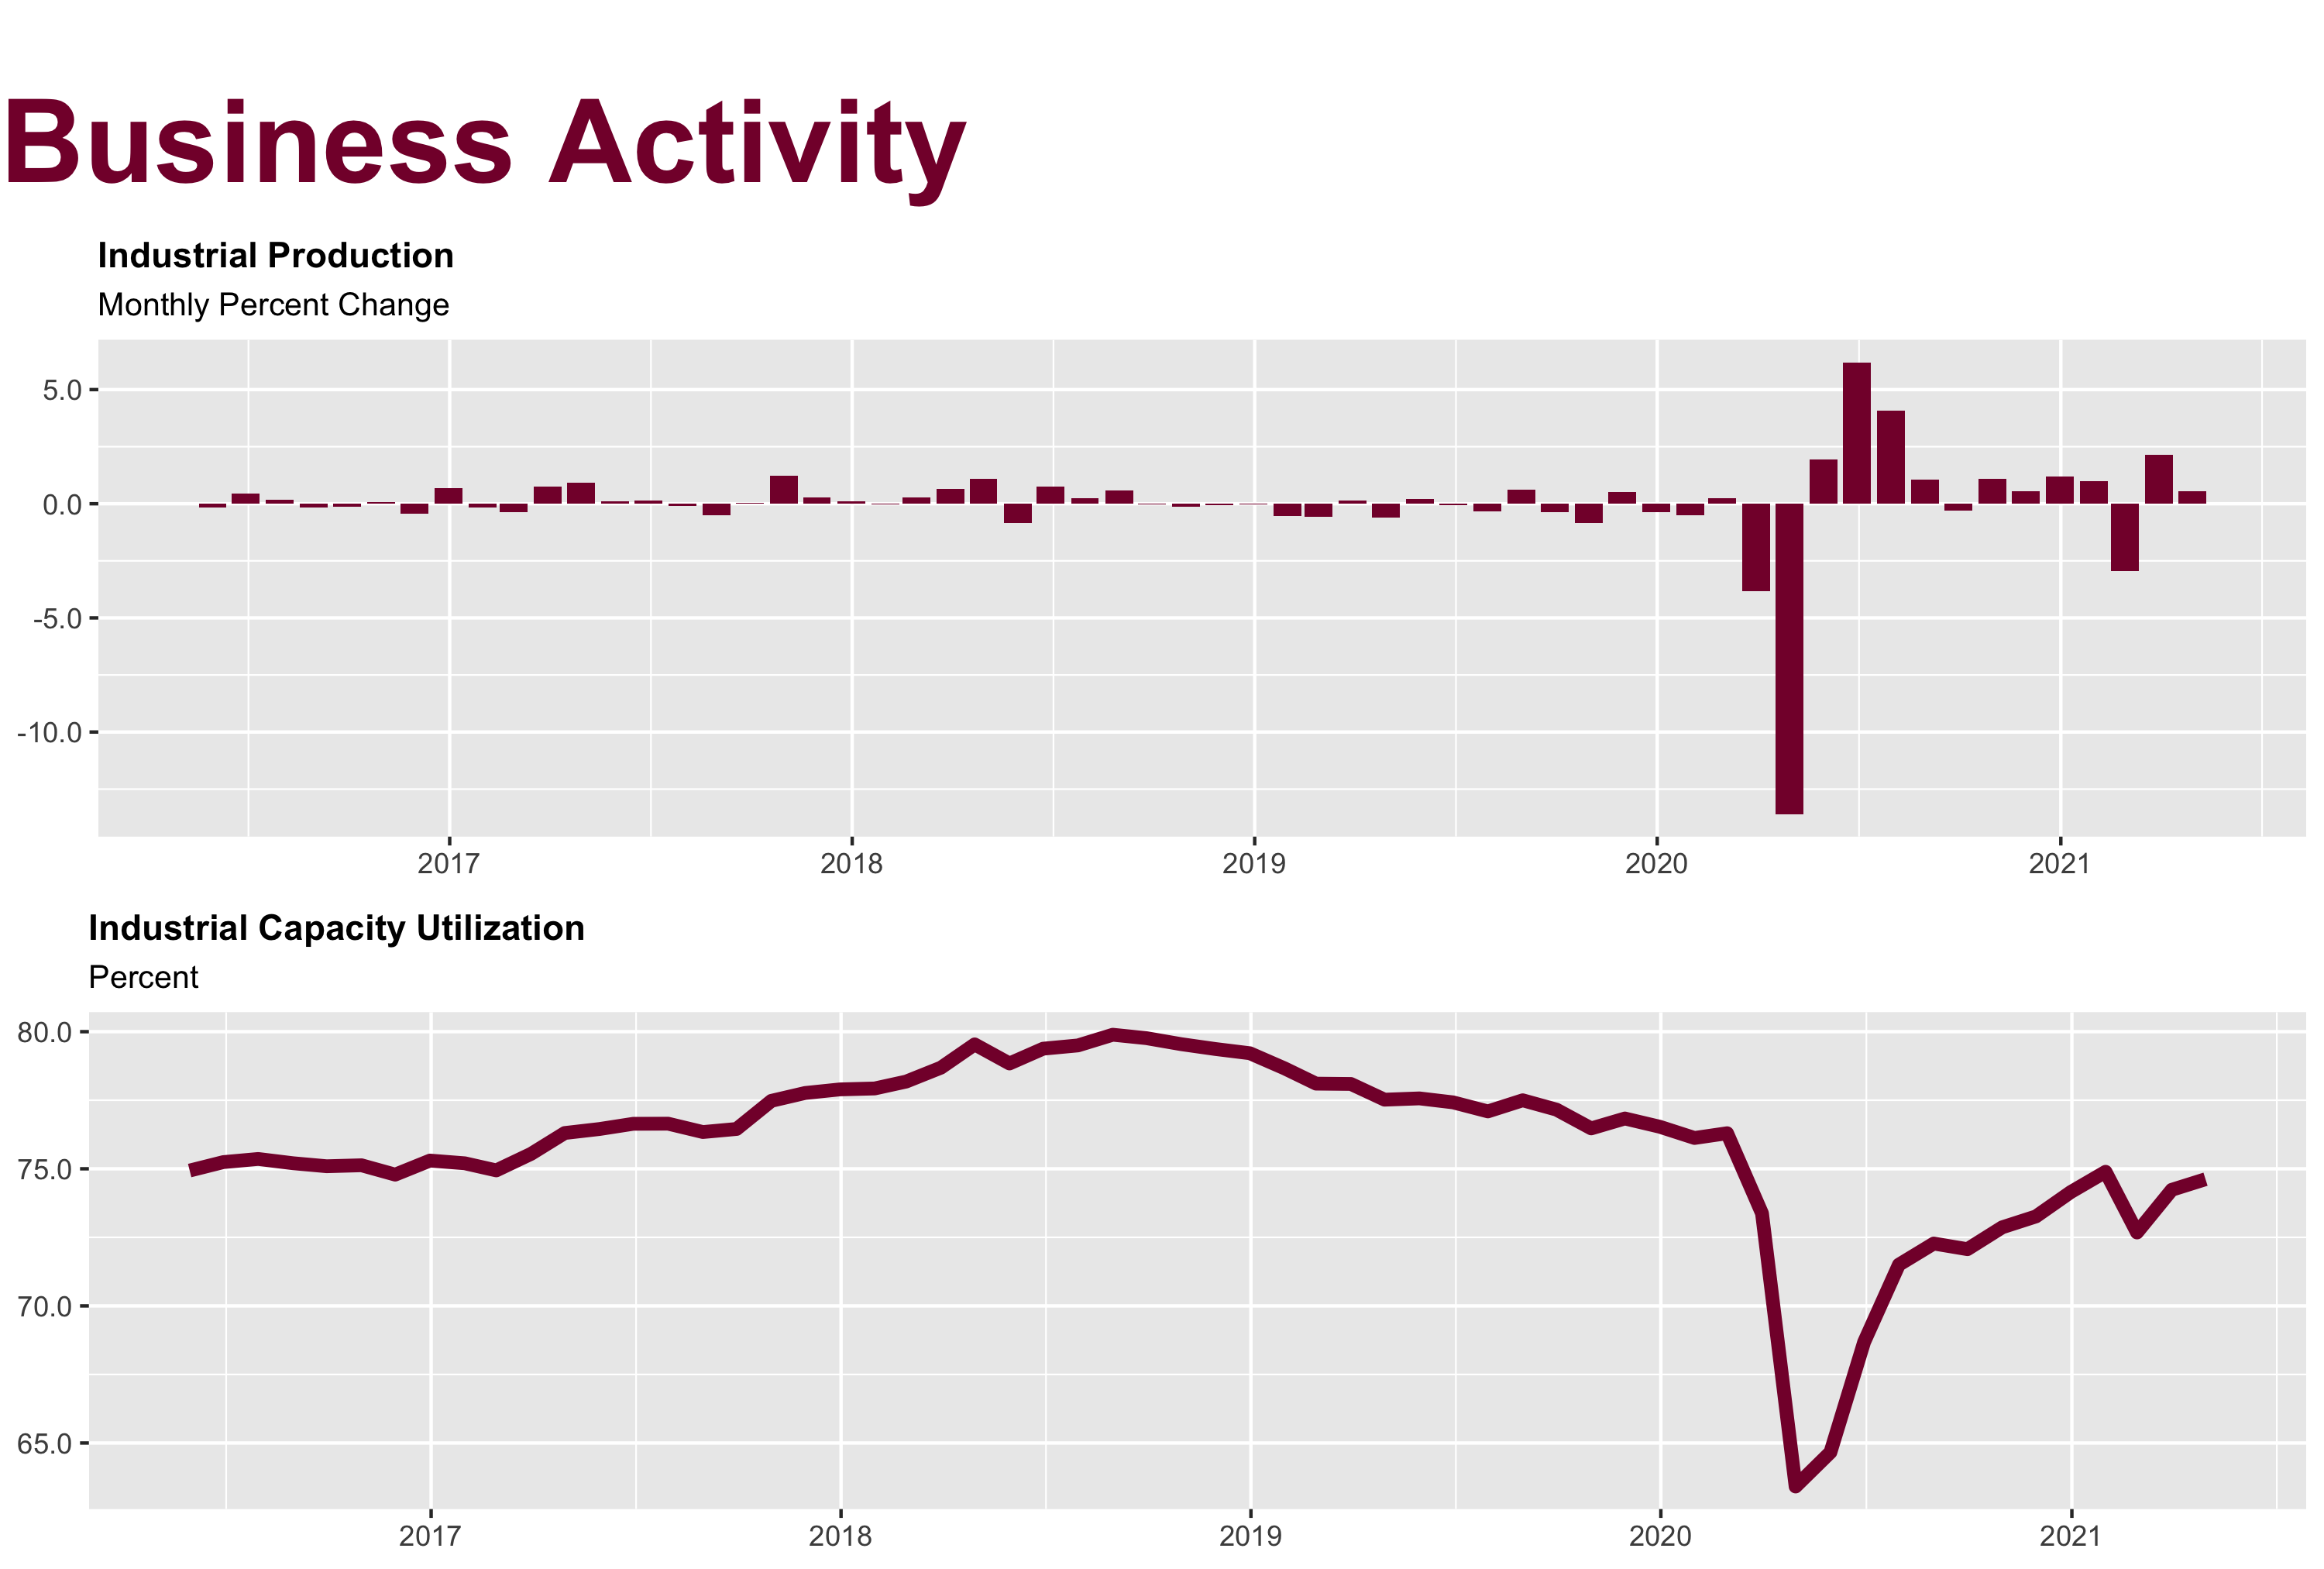 Business Activity
Industrial Production
Monthly Percent Change
5.0
0.0
-5.0
-10.0
2017 2018 2019 2020 2021
Industrial Capacity Utilization
Percent
80.0
75.0
70.0
65.0
2017 2018 2019 2020 2021